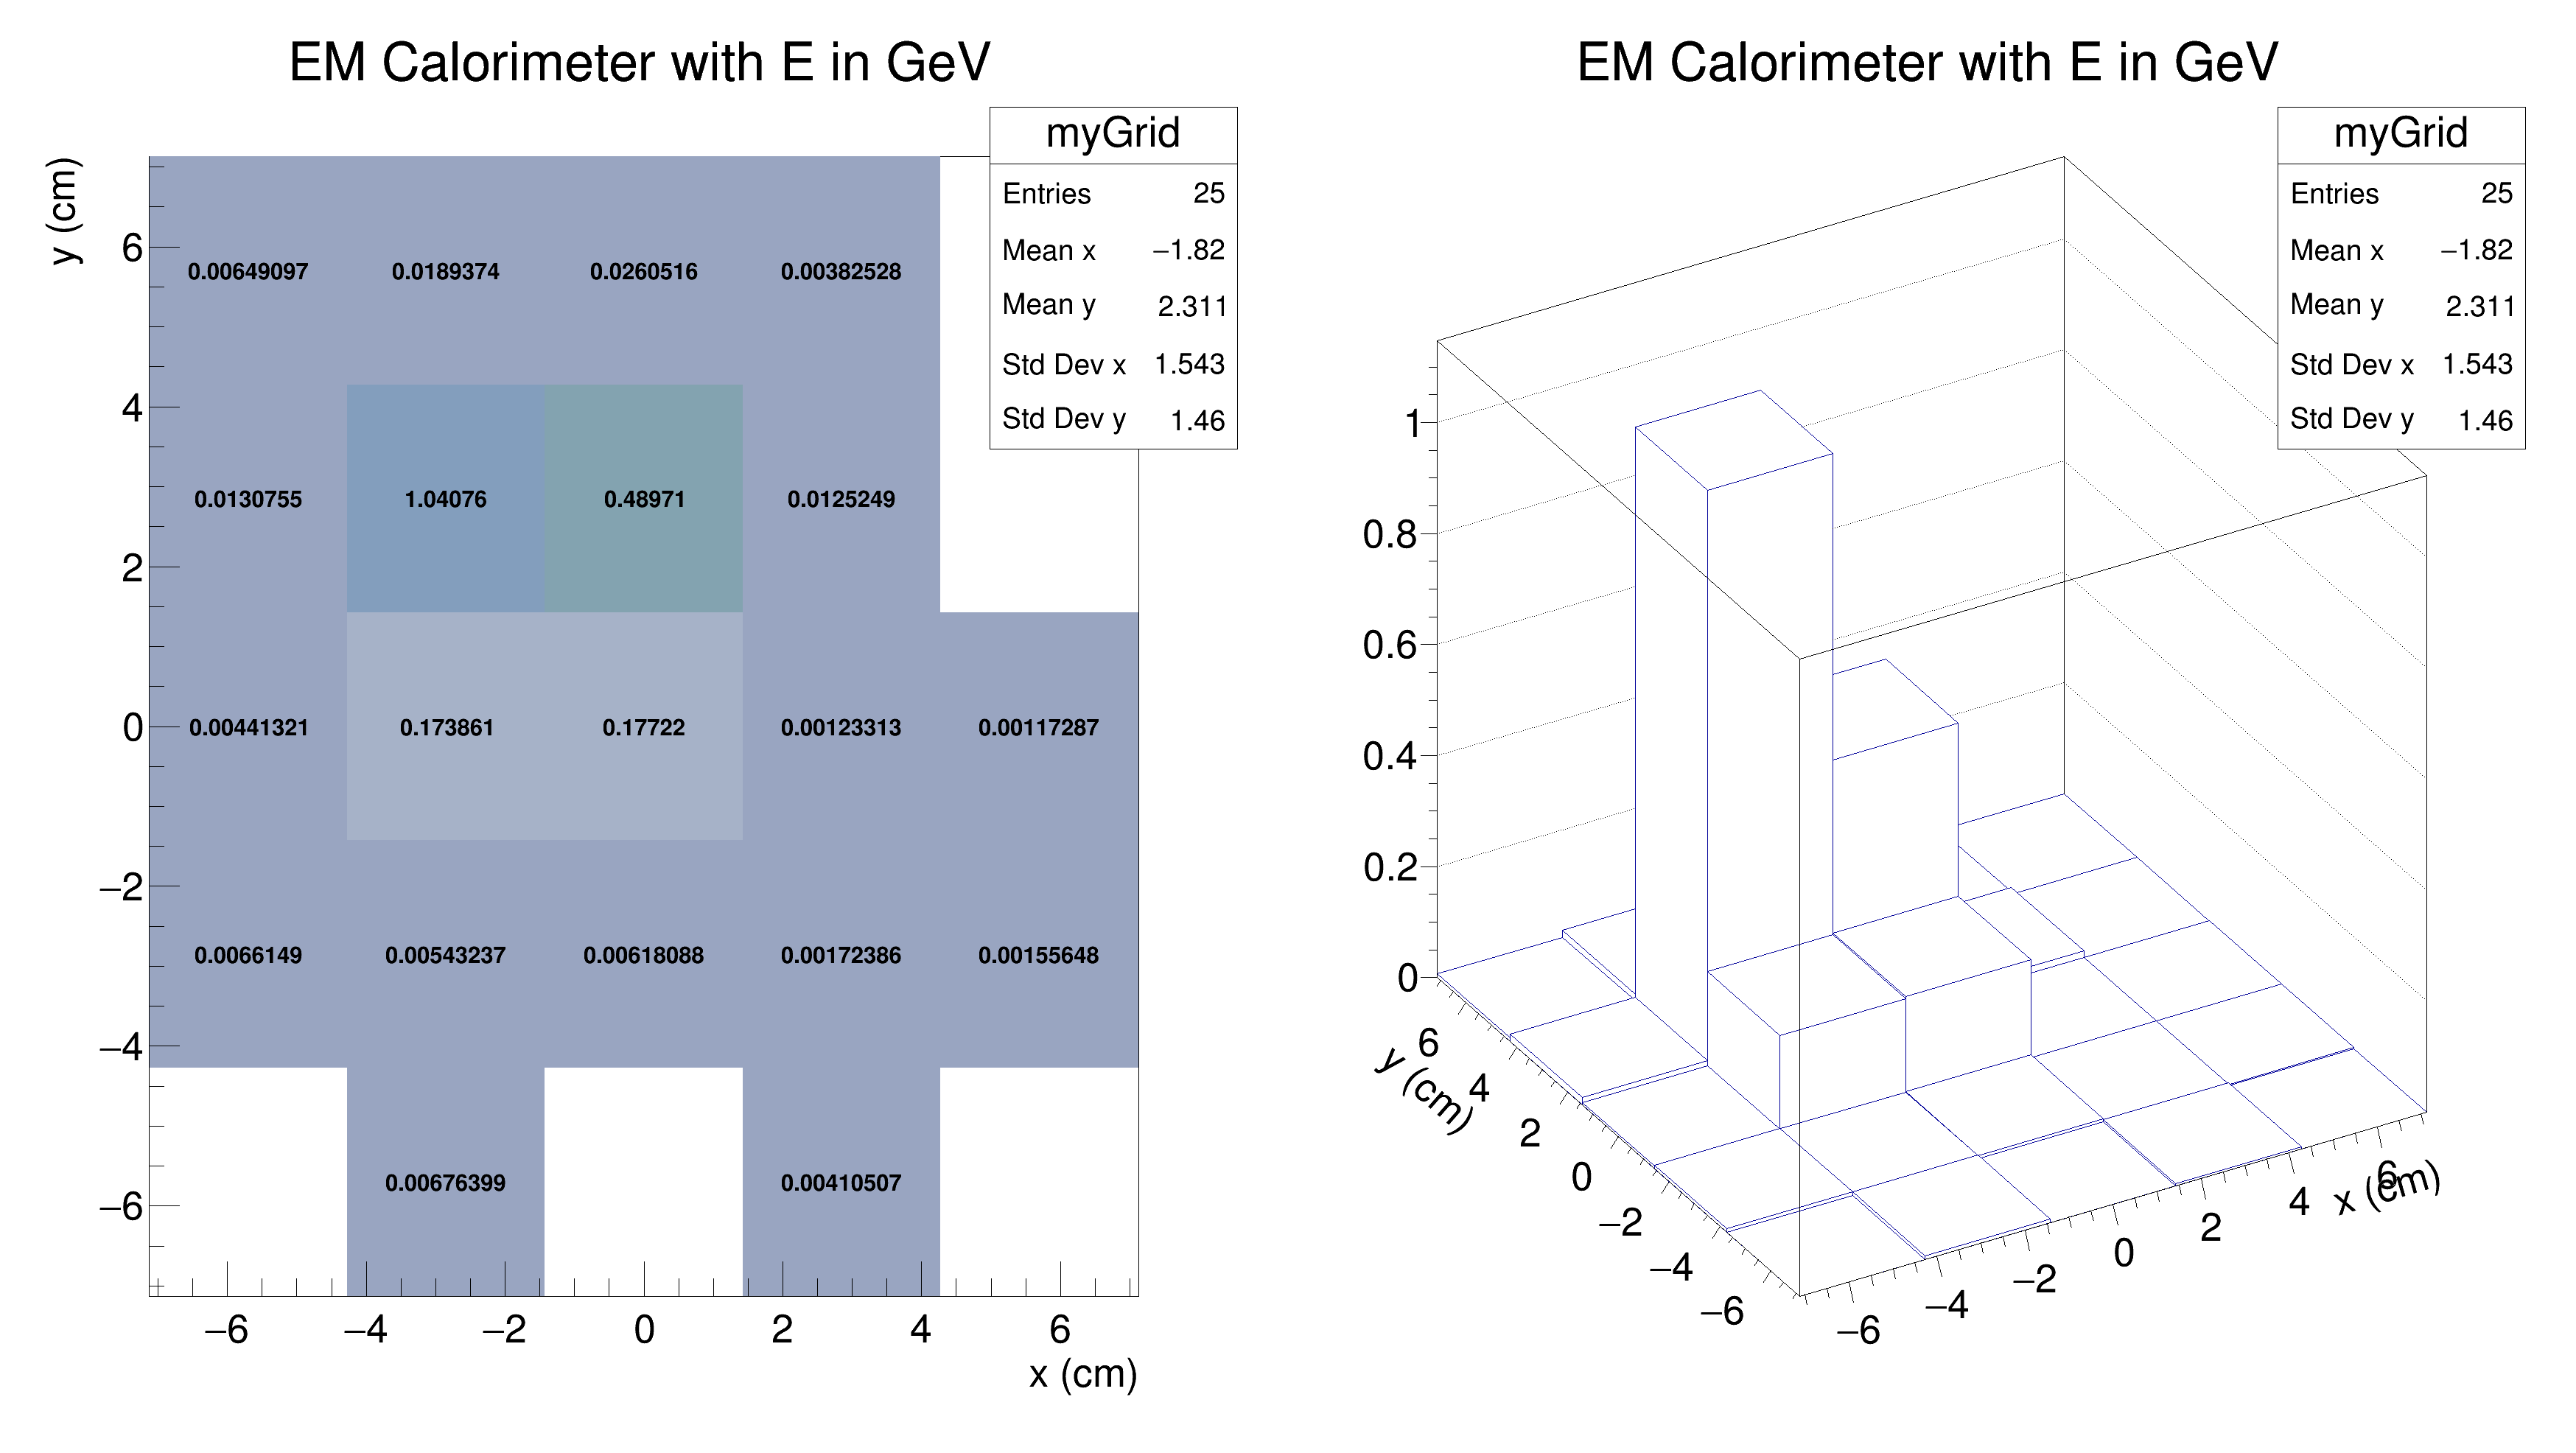 EM Calorimeter with E in GeV
myGrid
Entries 25
Mean x −1.82
Mean y 2.311
Std Dev x 1.543
Std Dev y 1.46
y (cm)
6
4
2
0
−2
−4
−6
0.00649097 0.0189374 0.0260516 0.00382528
0.0130755 1.04076 0.48971 0.0125249
0.00441321 0.173861 0.17722 0.00123313 0.00117287
0.0066149 0.00543237 0.00618088 0.00172386 0.00155648
0.00676399 0.00410507
−6 −4 −2 0 2 4 6
x (cm)
EM Calorimeter with E in GeV
myGrid
Entries 25
Mean x −1.82
Mean y 2.311
Std Dev x 1.543
Std Dev y 1.46
1
0.8
0.6
0.4
0.2
0
6
4
2
0
−2
−4
−6
y (cm)
−6 −4 −2 0 2 4 6
x (cm)